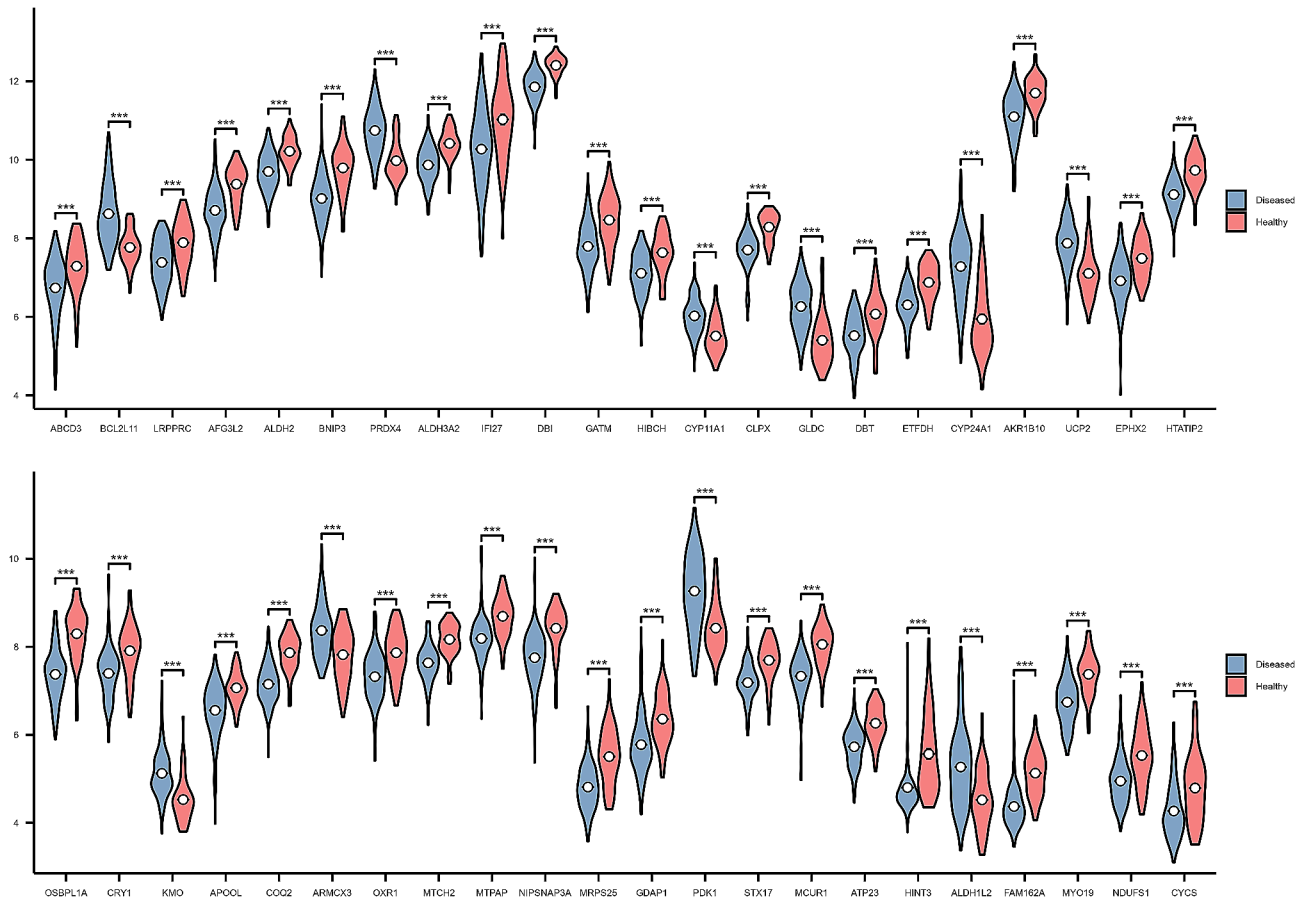 *** *** *** *** *** *** *** *** *** *** *** *** *** *** *** *** *** *** *** *** *** ***
12
10
8
6
4
Diseased
Healthy
ABCD3 BCL2L11 LRPPRC AFG3L2 ALDH2 BNIP3 PRDX4 ALDH3A2 IFI27 DBI GATM HIBCH CYP11A1 CLPX GLDC DBT ETFDH CYP24A1 AKR1B10 UCP2 EPHX2 HTATIP2
*** *** *** *** *** *** *** *** *** *** *** *** *** *** *** *** *** *** *** *** *** ***
10
8
6
4
Diseased
Healthy
OSBPL1A CRY1 KMO APOOL COQ2 ARMCX3 OXR1 MTCH2 MTPAP NIPSNAP3A MRPS25 GDAP1 PDK1 STX17 MCUR1 ATP23 HINT3 ALDH1L2 FAM162A MYO19 NDUFS1 CYCS